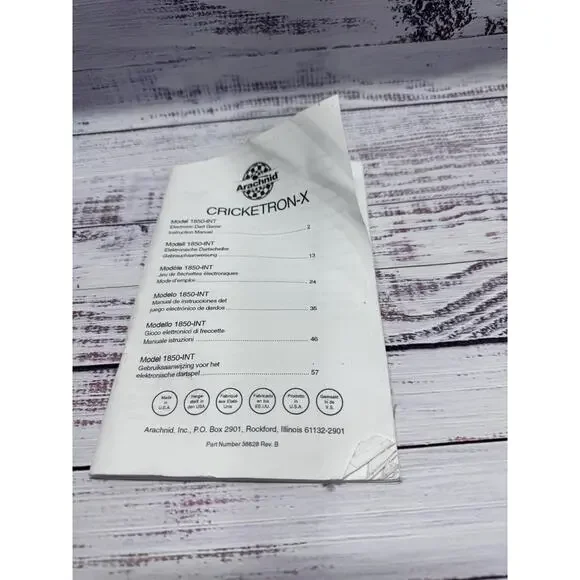 Arachnid
CRICKETRON-X
Model 1850-INT
Electronic Dart Game
Instruction Manual ........ 2
Modell 1850-INT
Elektronische Dartscheibe
Gebrauchsanweisung ........ 13
Modèle 1850-INT
Jeu de fléchettes électroniques
Mode d'emploi ........ 24
Modelo 1850-INT
Manual de instrucciones del
juego electrónico de dardos ........ 35
Modello 1850-INT
Gioco elettronico di freccette
Manuale istruzioni ........ 46
Model 1850-INT
Gebruiksaanwijzing voor het
elektronische dartspel ........ 57
Made
in
U.S.A.
Herge-
stellt in
den USA
Fabriqué
aux Etats
Unis
Fabricado
en los
EE.UU.
Prodotto
in
U.S.A.
Gemaakt
in de
V.S.
Arachnid, Inc., P.O. Box 2901, Rockford, Illinois 61132-2901
Part Number 38628 Rev. B